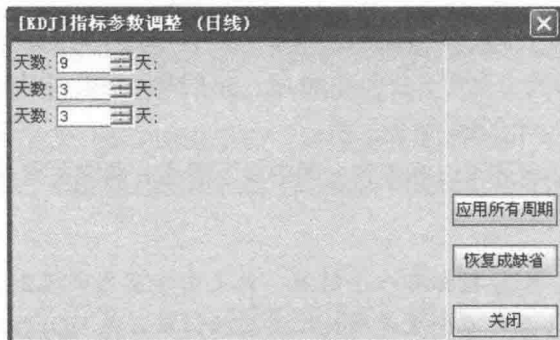 [KDJ]指标参数调整 (日线)
天数: 9 天;
天数: 3 天;
天数: 3 天;
应用所有周期
恢复成缺省
关闭